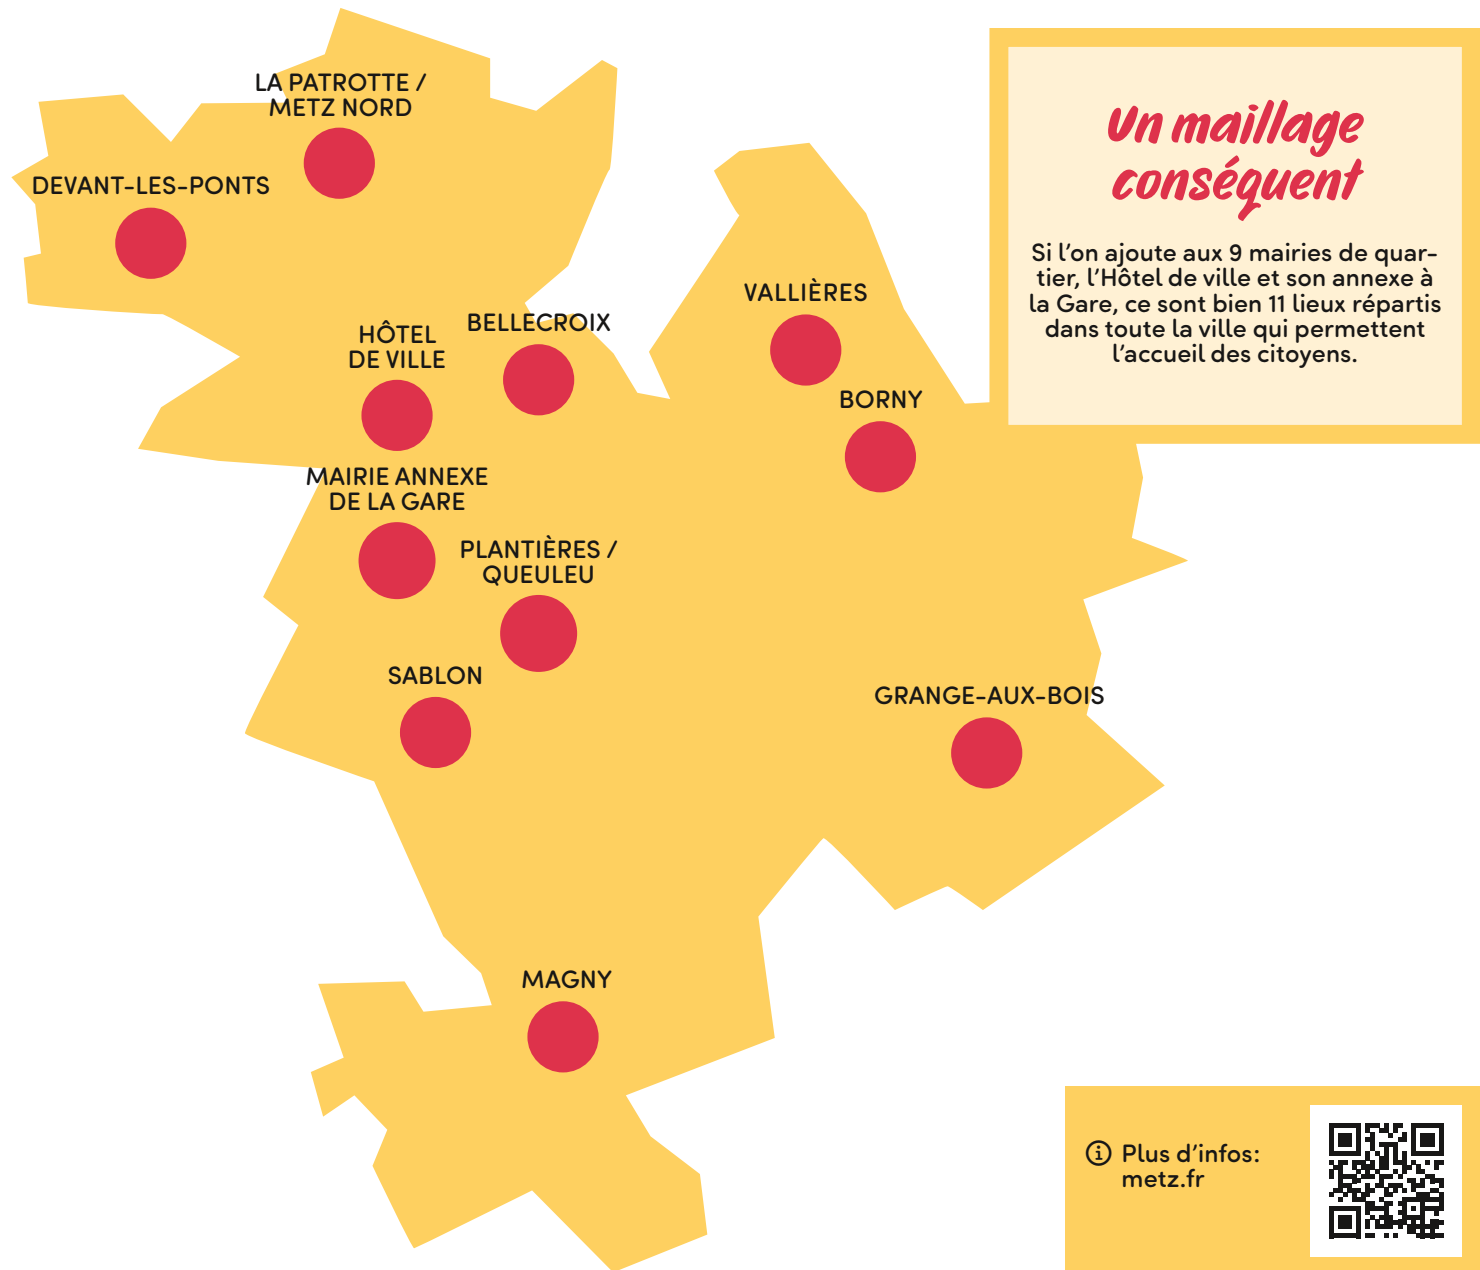 LA PATROTTE /
METZ NORD
DEVANT-LES-PONTS
Un maillage
conséquent
Si l'on ajoute aux 9 mairies de quar-
tier, l'Hôtel de ville et son annexe à
la Gare, ce sont bien 11 lieux répartis
dans toute la ville qui permettent
l'accueil des citoyens.
VALLIÈRES
BELLECROIX
HÔTEL
DE VILLE
BORNY
MAIRIE ANNEXE
DE LA GARE
PLANTIÈRES /
QUEULEU
SABLON
GRANGE-AUX-BOIS
MAGNY
Plus d'infos:
metz.fr